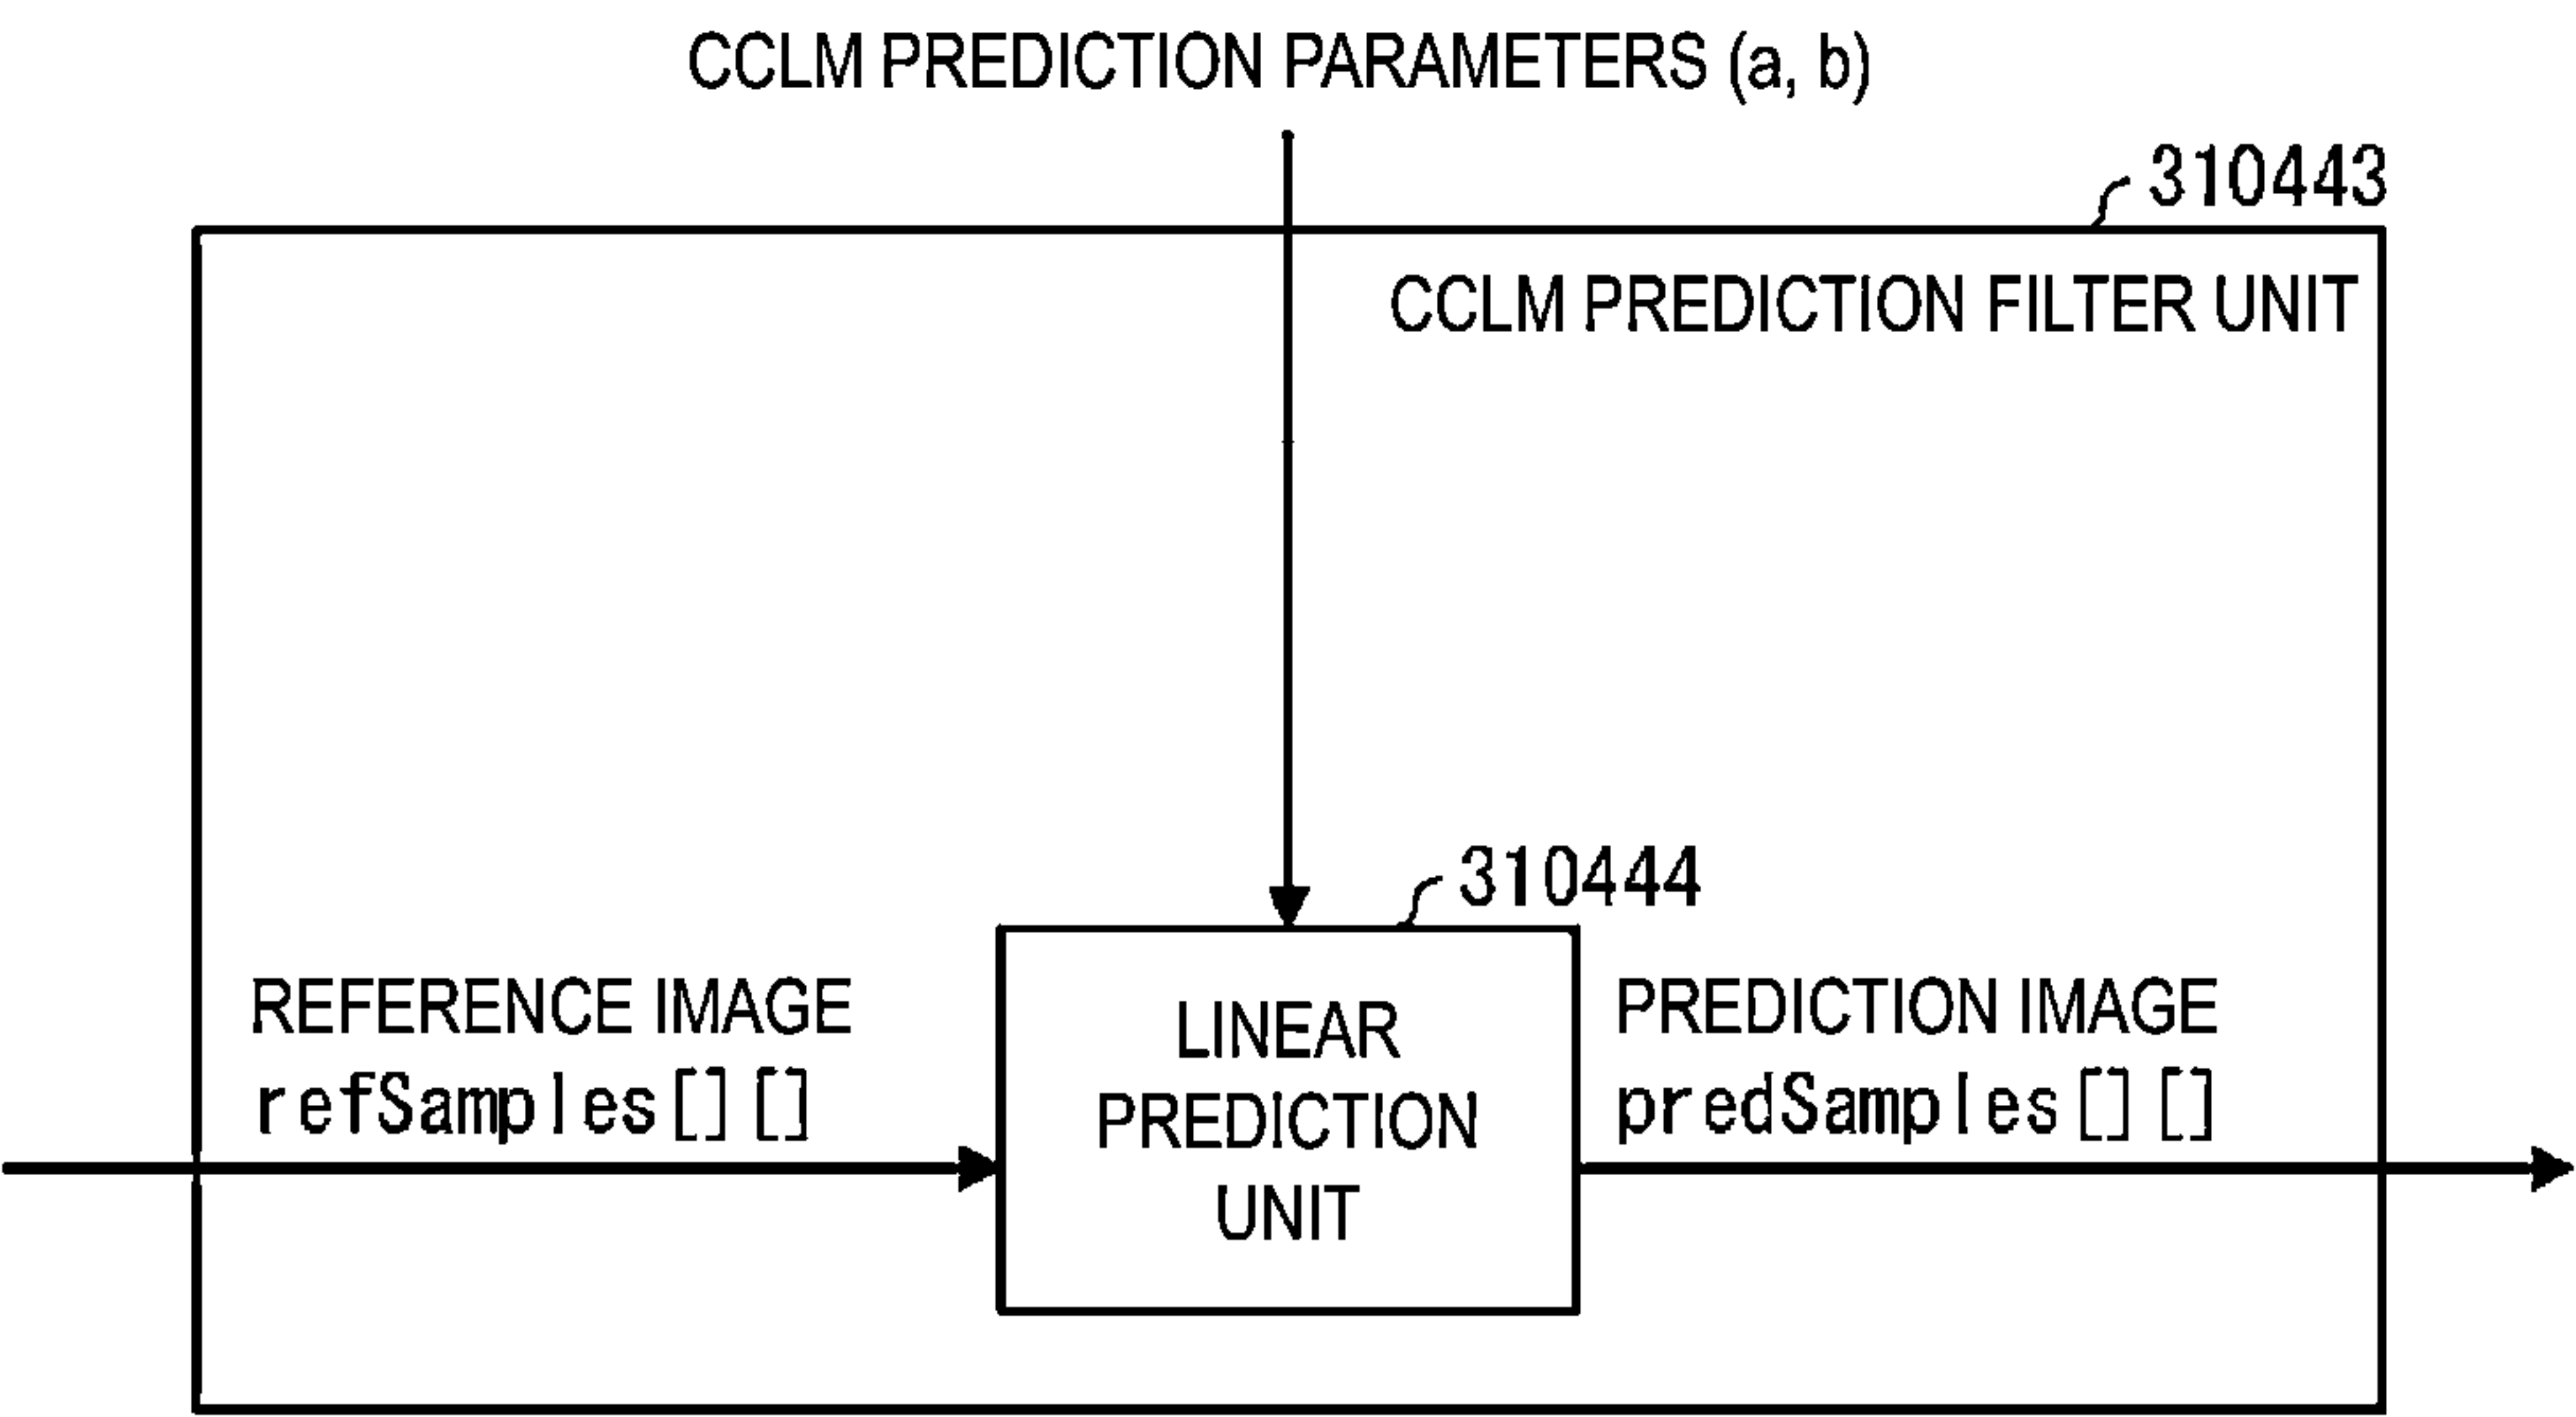 CCLM PREDICTION PARAMETERS (a, b)
310443
CCLM PREDICTION FILTER UNIT
310444
REFERENCE IMAGE
refSamples[][]
LINEAR
PREDICTION
UNIT
PREDICTION IMAGE
predSamples[][]